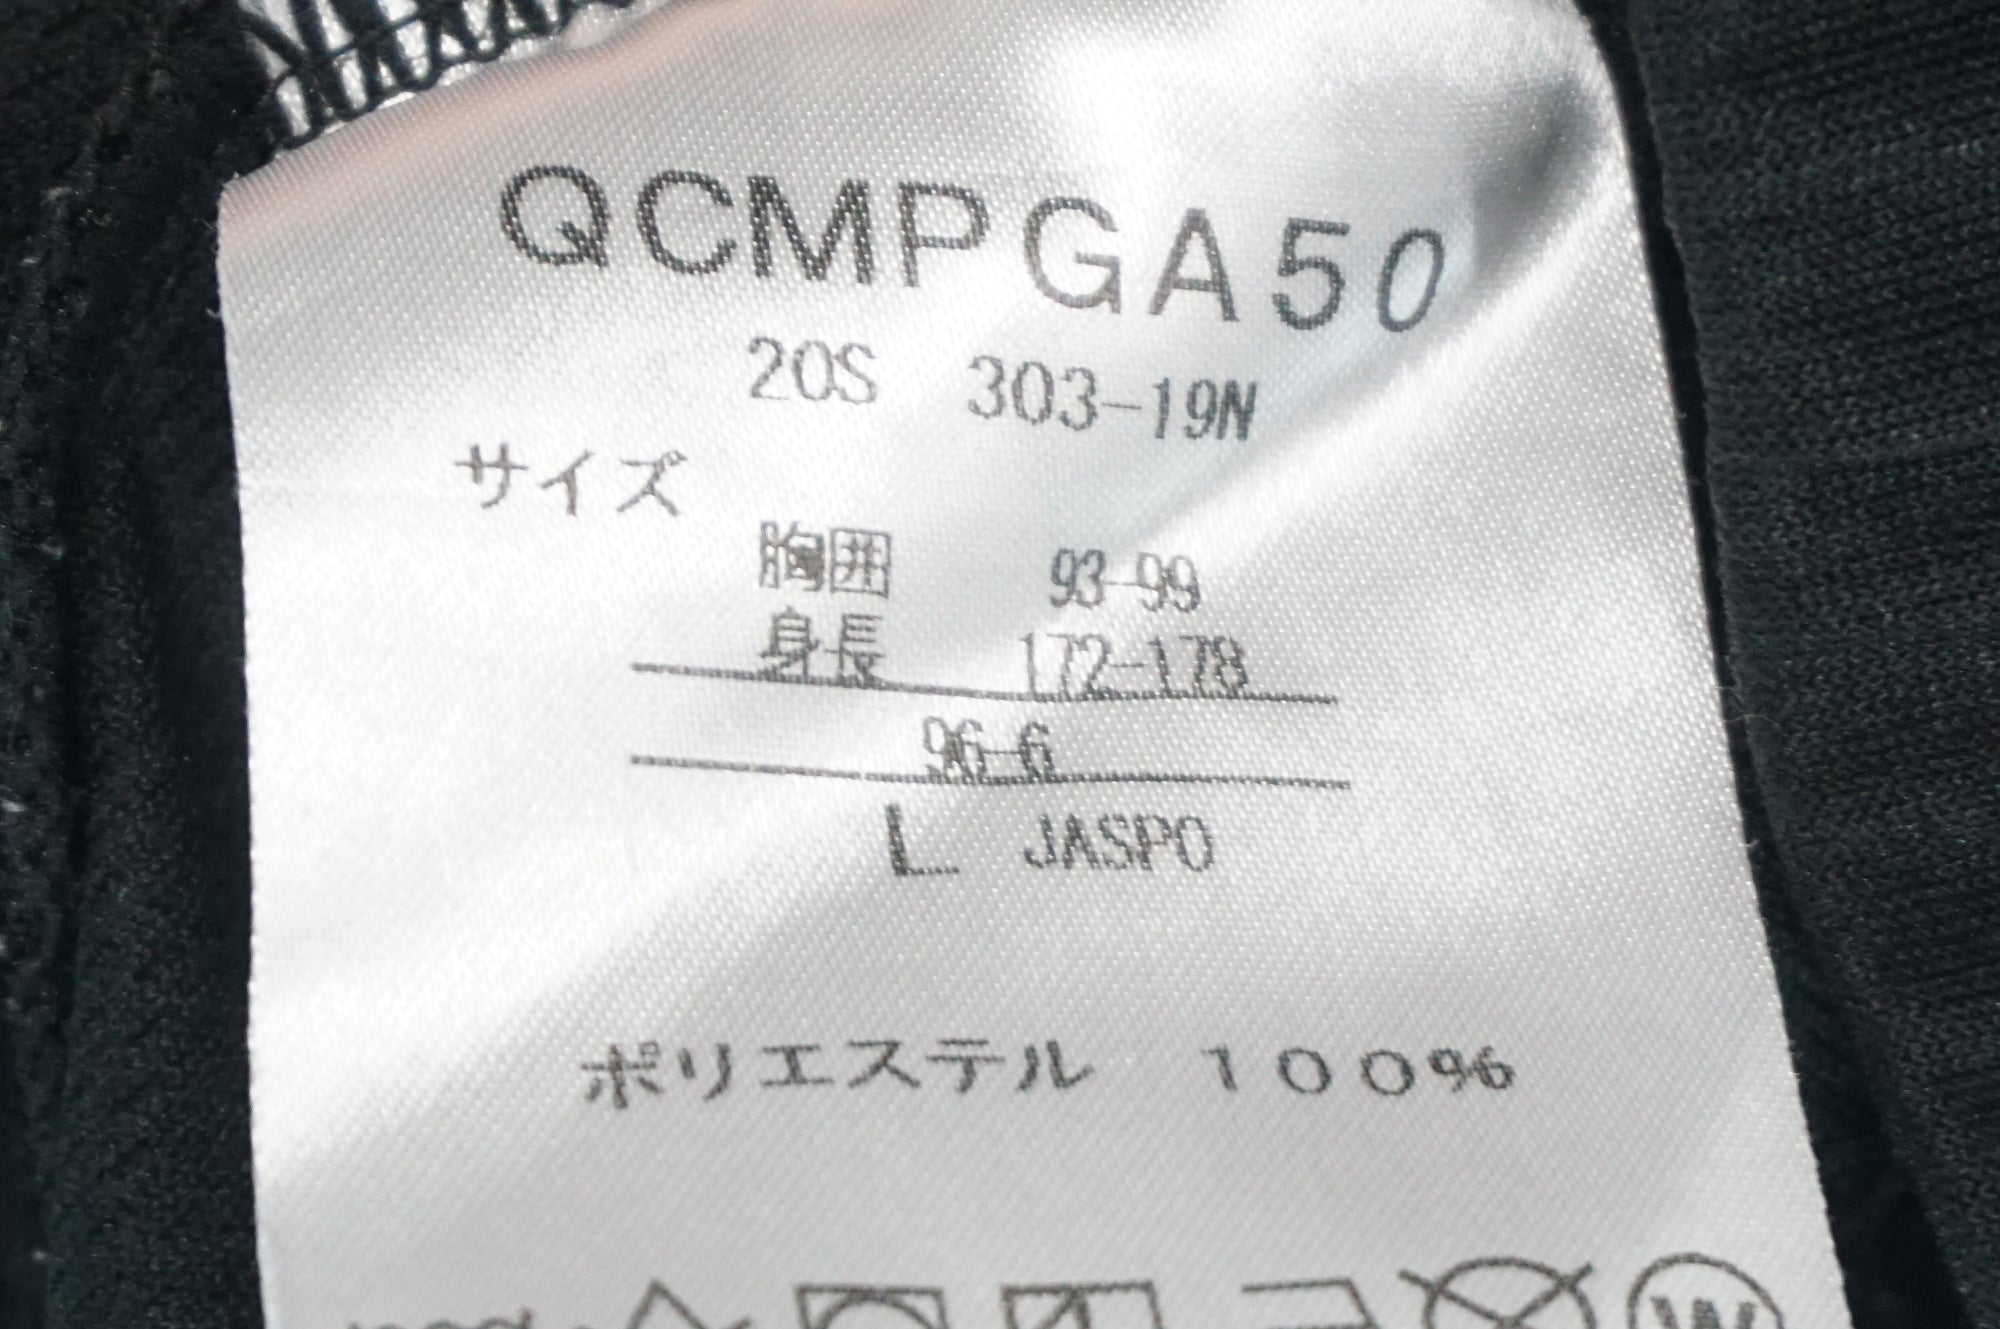 QCMPGA50
20S 303-19N
サイズ
胸囲 93-99
身長 172-178
96-6
L JASPO
ポリエステル 100%
W